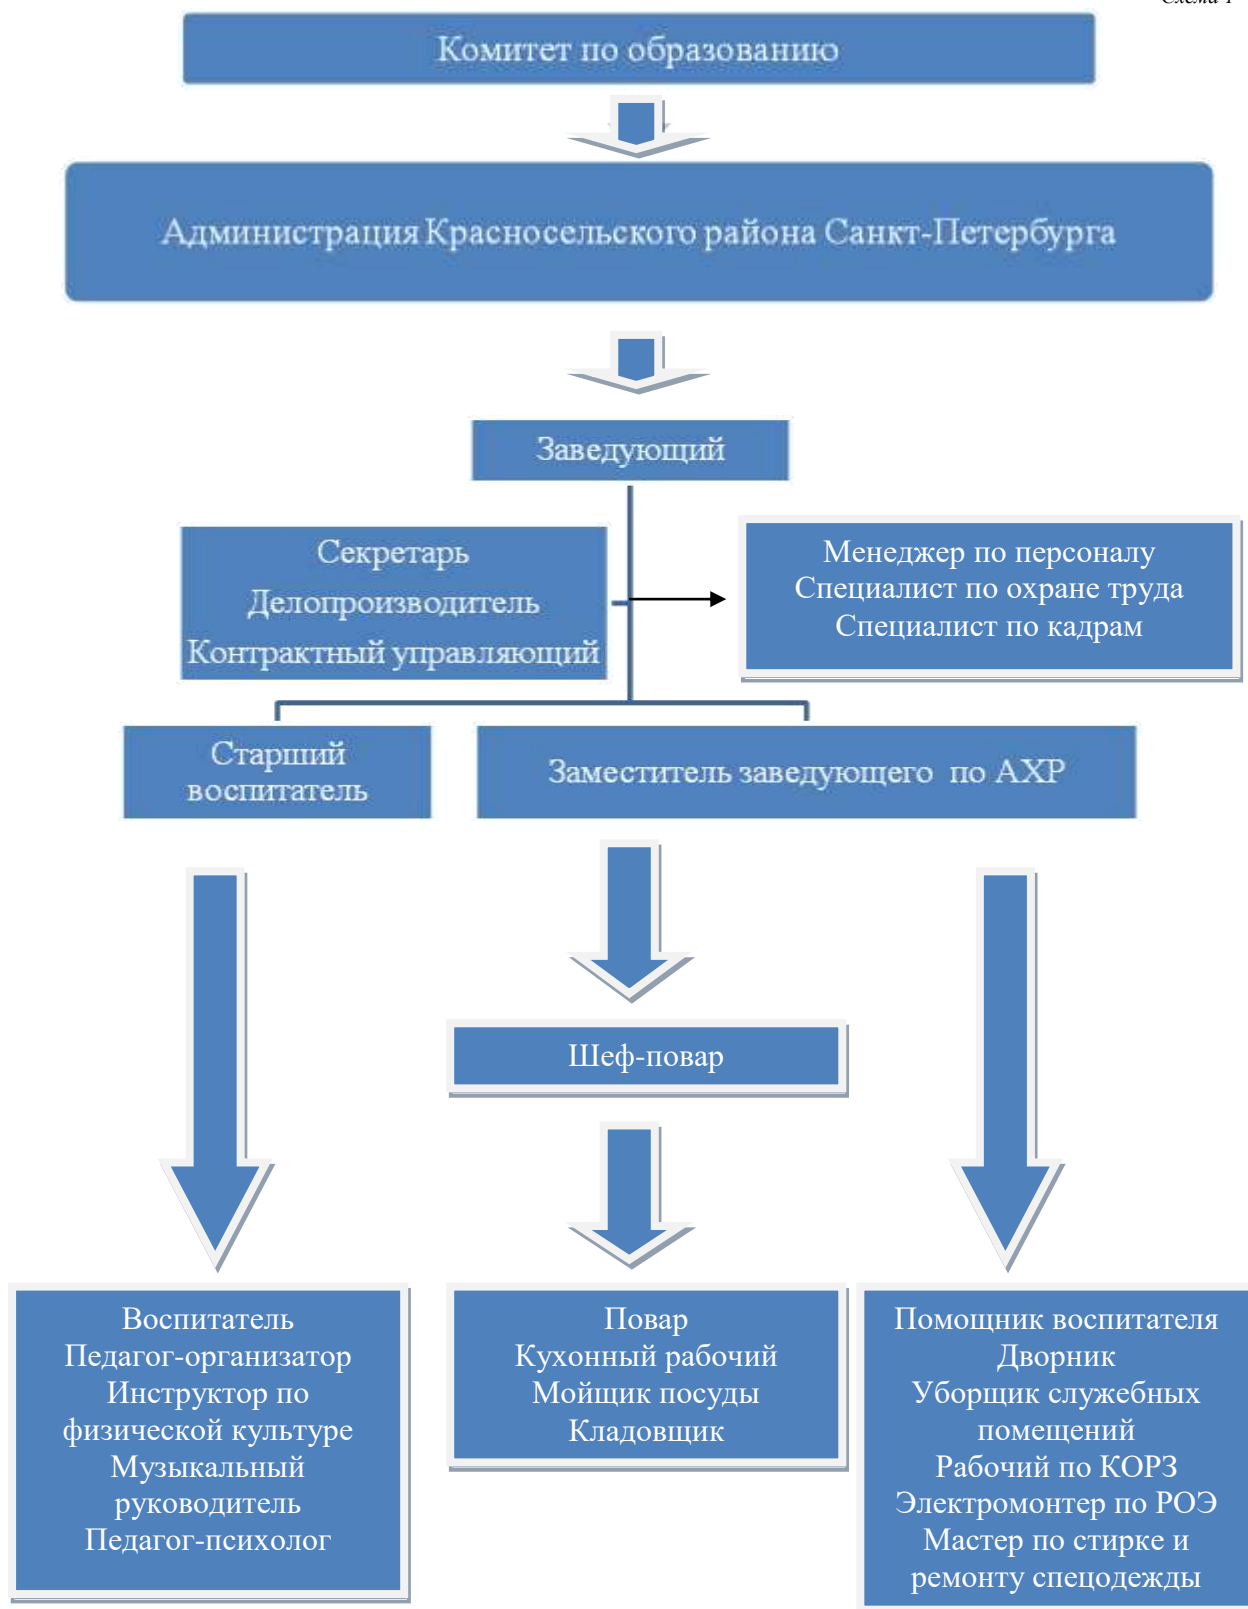 Схема 1
Комитет по образованию
Администрация Красносельского района Санкт-Петербурга
Заведующий
Секретарь
Делопроизводитель
Контрактный управляющий
Менеджер по персоналу
Специалист по охране труда
Специалист по кадрам
Старший
воспитатель
Заместитель заведующего по АХР
Шеф-повар
Воспитатель
Педагог-организатор
Инструктор по
физической культуре
Музыкальный
руководитель
Педагог-психолог
Повар
Кухонный рабочий
Мойщик посуды
Кладовщик
Помощник воспитателя
Дворник
Уборщик служебных
помещений
Рабочий по КОРЗ
Электромонтер по РОЭ
Мастер по стирке и
ремонту спецодежды